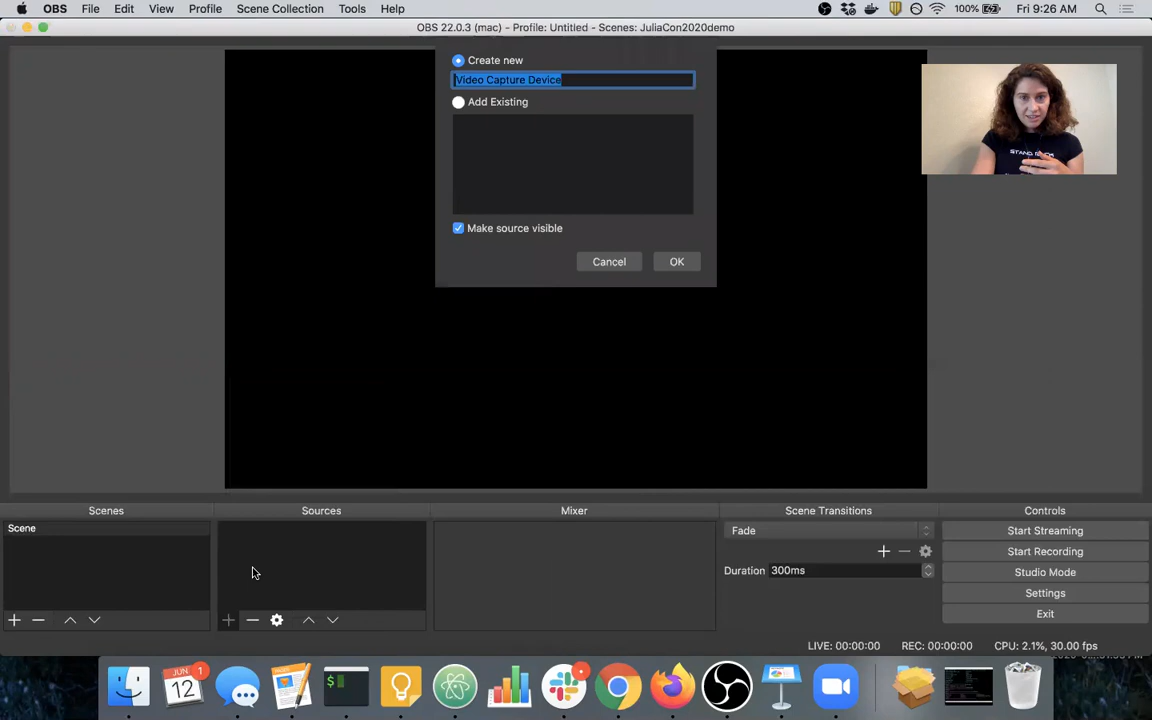 OBS File Edit View Profile Scene Collection Tools Help 100% Fri 9:26 AM
OBS 22.0.3 (mac) - Profile: Untitled - Scenes: JuliaCon2020demo
Create new
Video Capture Device
Add Existing
Make source visible
Cancel OK
Scenes Sources Mixer Scene Transitions Controls
Scene
Fade
Duration 300ms
Start Streaming
Start Recording
Studio Mode
Settings
Exit
LIVE: 00:00:00 REC: 00:00:00 CPU: 2.1%, 30.00 fps
JUN 1
12
$